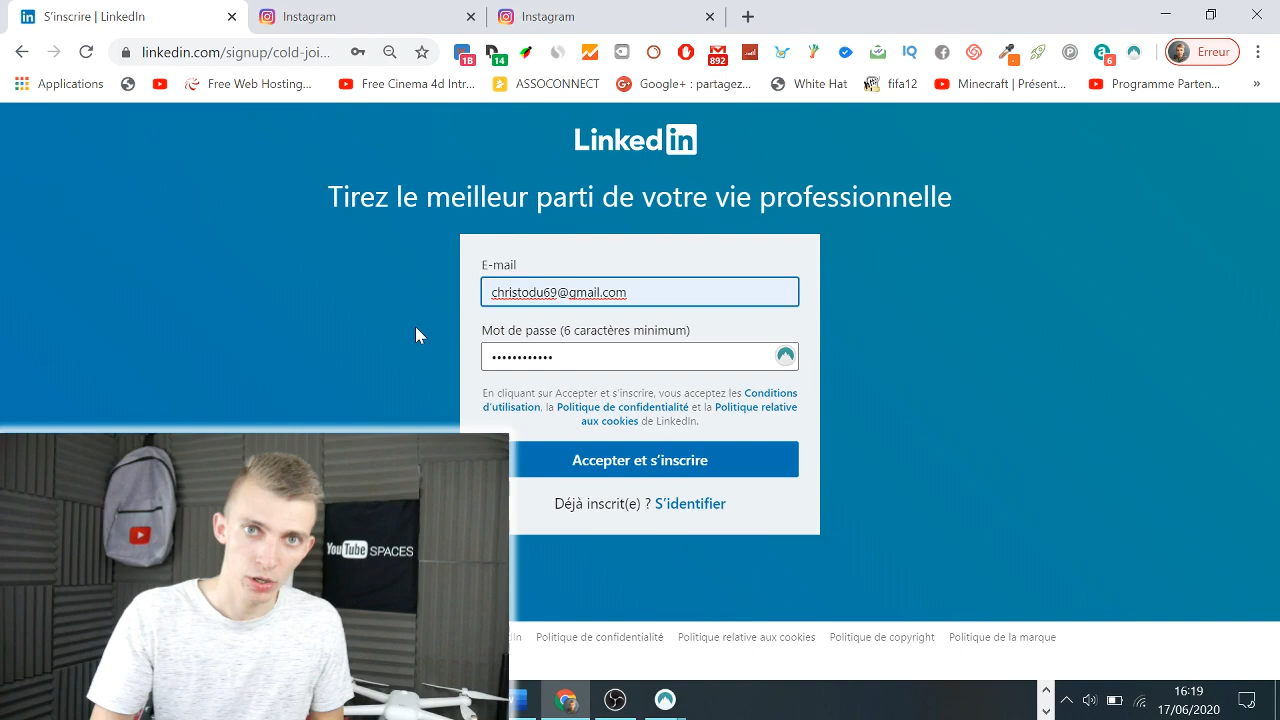 S'inscrire | LinkedIn
Instagram
Instagram
linkedin.com/signup/cold-joi...
18
14
892
6
Erreur
Applications
Free Web Hosting...
Free Cinema 4d Intr...
ASSOCONNECT
Google+ : partagez...
White Hat
fifa12
Minecraft | Présent...
Programme Parten...
»
Linked in
Tirez le meilleur parti de votre vie professionnelle
E-mail
christodu69@gmail.com
Mot de passe (6 caractères minimum)
••••••••••••
En cliquant sur Accepter et s'inscrire, vous acceptez les Conditions
d'utilisation, la Politique de confidentialité et la Politique relative
aux cookies de LinkedIn.
Accepter et s'inscrire
Déjà inscrit(e) ? S'identifier
YouTube SPACES
Politique de confidentialité Politique relative aux cookies Politique de copyright Politique de la marque
16:19
17/06/2020